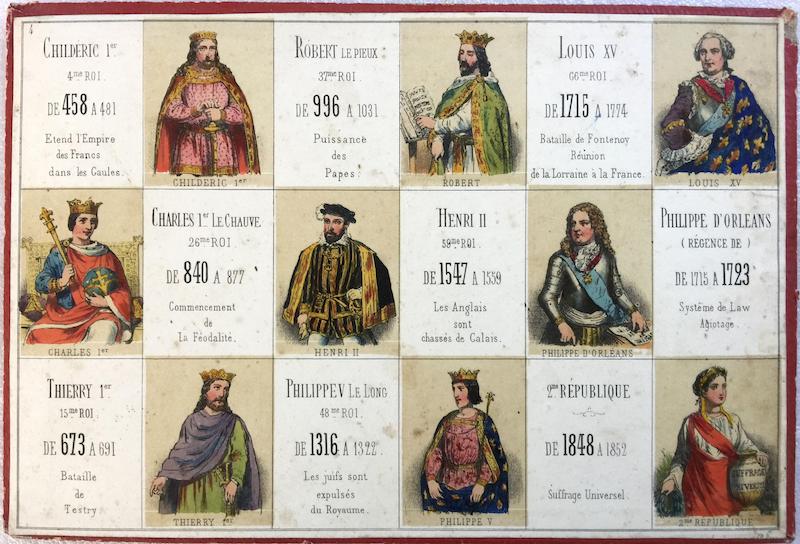 4
CHILDERIC 1er
4me ROI.
DE 458 A 481
Etend l'Empire
des Francs
dans les Gaules.
CHILDERIC 1er
ROBERT LE PIEUX
37me ROI.
DE 996 A 1031
Puissance
des
Papes.
ROBERT
LOUIS XV
66me ROI.
DE 1715 A 1774
Bataille de Fontenoy
Réunion
de la Lorraine à la France.
LOUIS XV
CHARLES 1er
CHARLES 1er LE CHAUVE
26me ROI.
DE 840 A 877
Commencement
de
La Féodalité.
HENRI II
HENRI II
59me ROI.
DE 1547 A 1559
Les Anglais
sont
chassés de Calais.
PHILIPPE D'ORLÉANS
PHILIPPE D'ORLEANS
(RÉGENCE DE)
DE 1715 A 1723
Système de Law
Agiotage.
THIERRY 1er
15me ROI.
DE 673 A 691
Bataille
de
Testry
THIERRY 1er
PHILIPPE V LE LONG
48me ROI.
DE 1316 A 1322
Les juifs sont
expulsés
du Royaume.
PHILIPPE V
2me RÉPUBLIQUE
DE 1848 A 1852
Suffrage Universel.
SUFFRAGE
UNIVERSEL
2me RÉPUBLIQUE